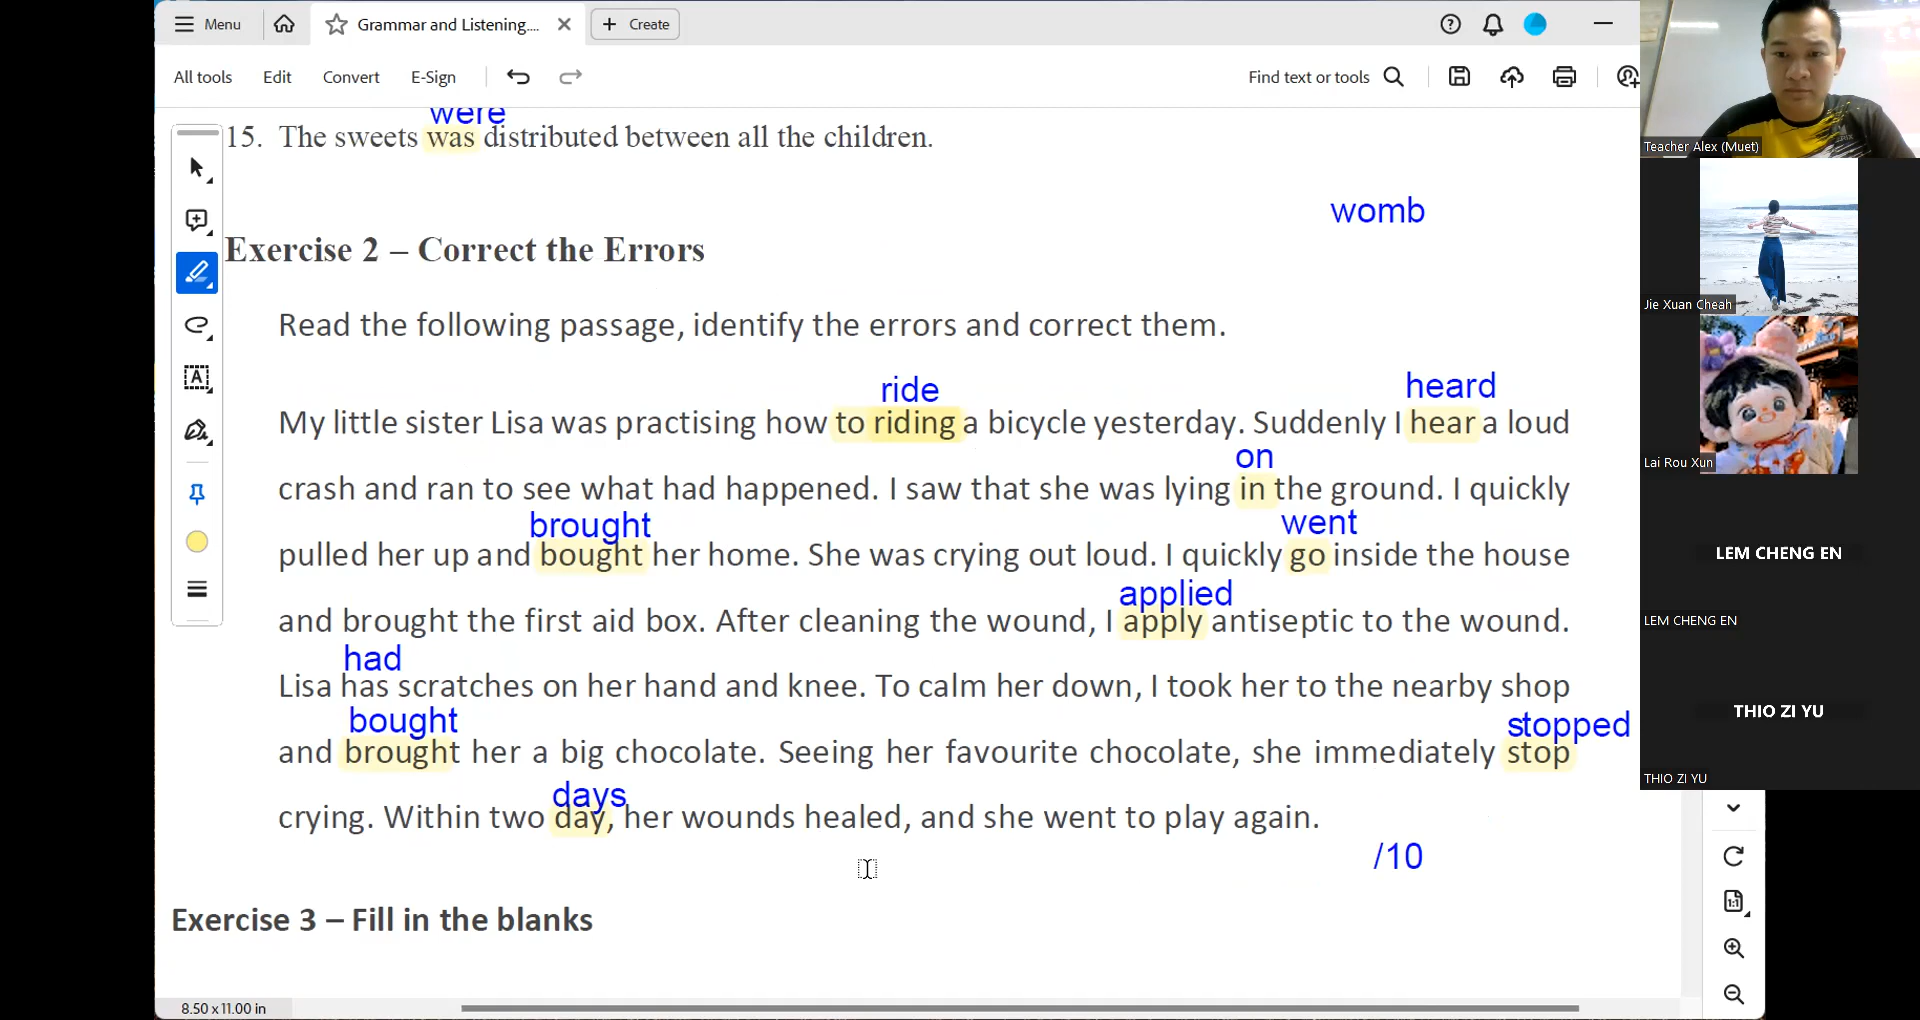 Menu
Grammar and Listening....
Create
All tools
Edit
Convert
E-Sign
Find text or tools
were
15. The sweets was distributed between all the children.
womb
Exercise 2 – Correct the Errors
Read the following passage, identify the errors and correct them.
ride
heard
My little sister Lisa was practising how to riding a bicycle yesterday. Suddenly I hear a loud
on
crash and ran to see what had happened. I saw that she was lying in the ground. I quickly
brought
went
pulled her up and bought her home. She was crying out loud. I quickly go inside the house
applied
and brought the first aid box. After cleaning the wound, I apply antiseptic to the wound.
had
Lisa has scratches on her hand and knee. To calm her down, I took her to the nearby shop
bought
stopped
and brought her a big chocolate. Seeing her favourite chocolate, she immediately stop
days
crying. Within two day, her wounds healed, and she went to play again.
/10
Exercise 3 – Fill in the blanks
8.50 x 11.00 in
Teacher Alex (Muet)
Jie Xuan Cheah
Lai Rou Xun
LEM CHENG EN
LEM CHENG EN
THIO ZI YU
THIO ZI YU